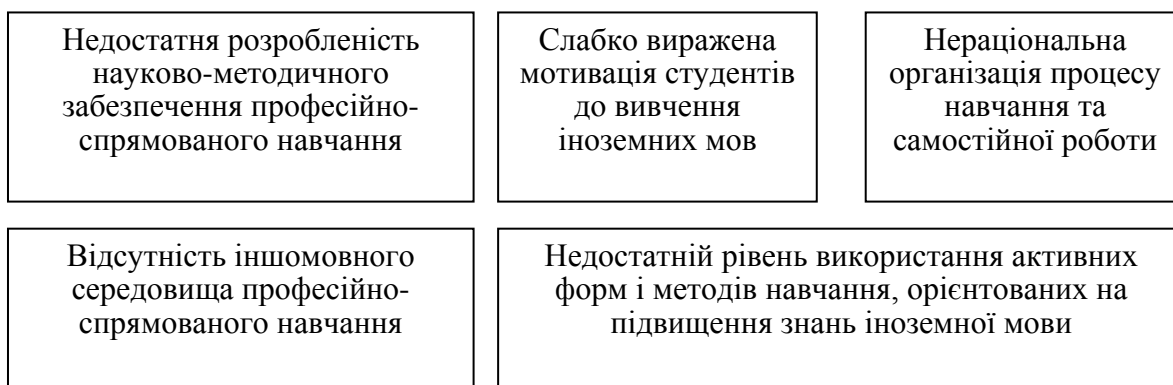 Недостатня розробленість
науково-методичного
забезпечення професійно-
спрямованого навчання
Слабко виражена
мотивація студентів
до вивчення
іноземних мов
Нераціональна
організація процесу
навчання та
самостійної роботи
Відсутність іншомовного
середовища професійно-
спрямованого навчання
Недостатній рівень використання активних
форм і методів навчання, орієнтованих на
підвищення знань іноземної мови